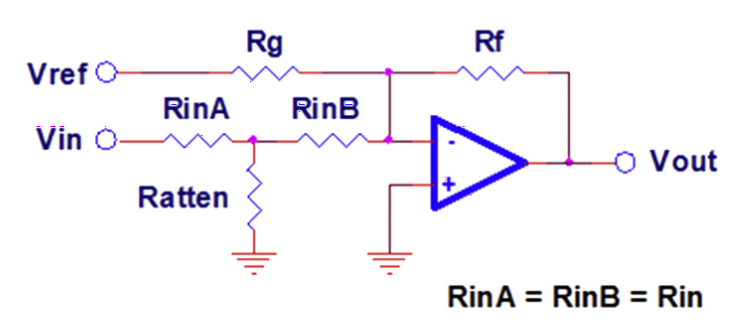 Rg
Rf
Vref
RinA
RinB
Vin
-
+
Vout
Ratten
RinA = RinB = Rin